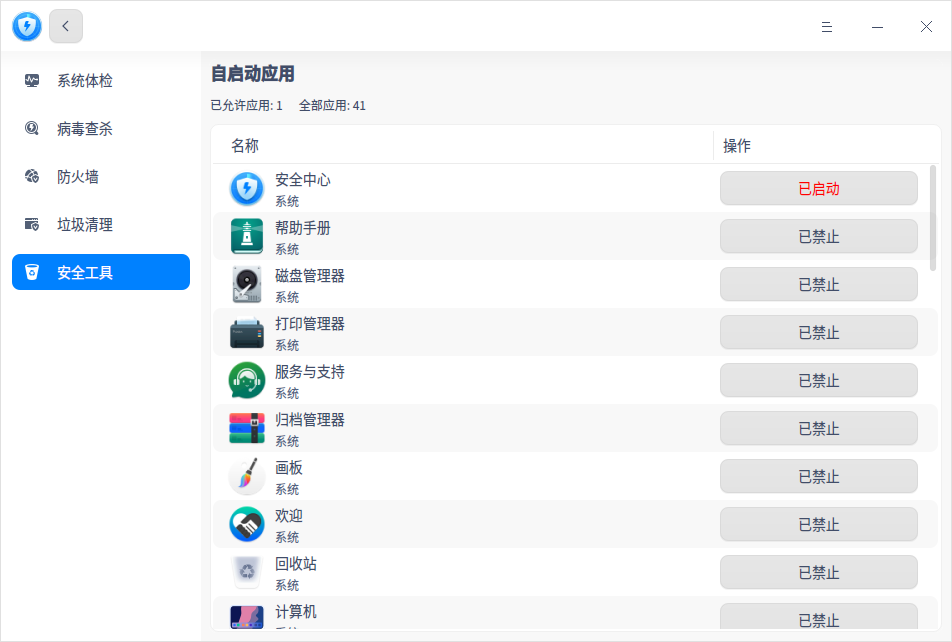 系统体检
病毒查杀
防火墙
垃圾清理
安全工具
自启动应用
已允许应用: 1 全部应用: 41
名称 操作
安全中心
系统
已启动
帮助手册
系统
已禁止
磁盘管理器
系统
已禁止
打印管理器
系统
已禁止
服务与支持
系统
已禁止
归档管理器
系统
已禁止
画板
系统
已禁止
欢迎
系统
已禁止
回收站
系统
已禁止
计算机
已禁止